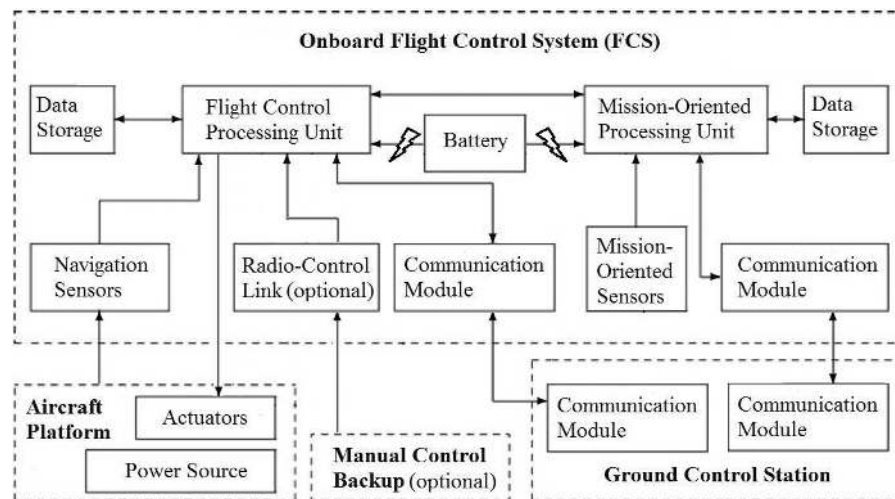 Onboard Flight Control System (FCS)
Data
Storage
Flight Control
Processing Unit
Battery
Mission-Oriented
Processing Unit
Data
Storage
Navigation
Sensors
Radio-Control
Link (optional)
Communication
Module
Mission-
Oriented
Sensors
Communication
Module
Aircraft
Platform
Actuators
Power Source
Manual Control
Backup (optional)
Communication
Module
Communication
Module
Ground Control Station